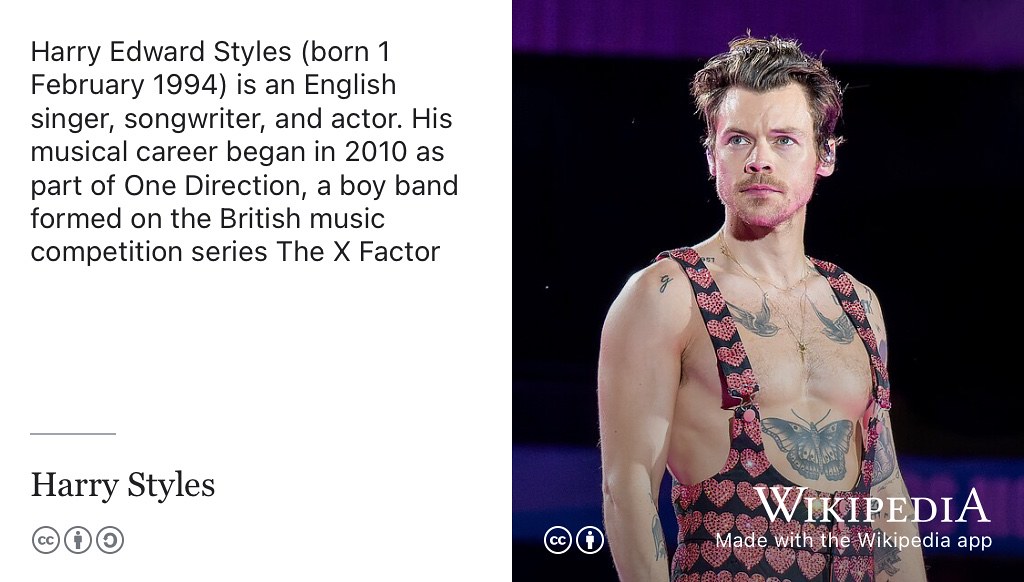 Harry Edward Styles (born 1
February 1994) is an English
singer, songwriter, and actor. His
musical career began in 2010 as
part of One Direction, a boy band
formed on the British music
competition series The X Factor
Harry Styles
cc
WIKIPEDIA
cc
Made with the Wikipedia app